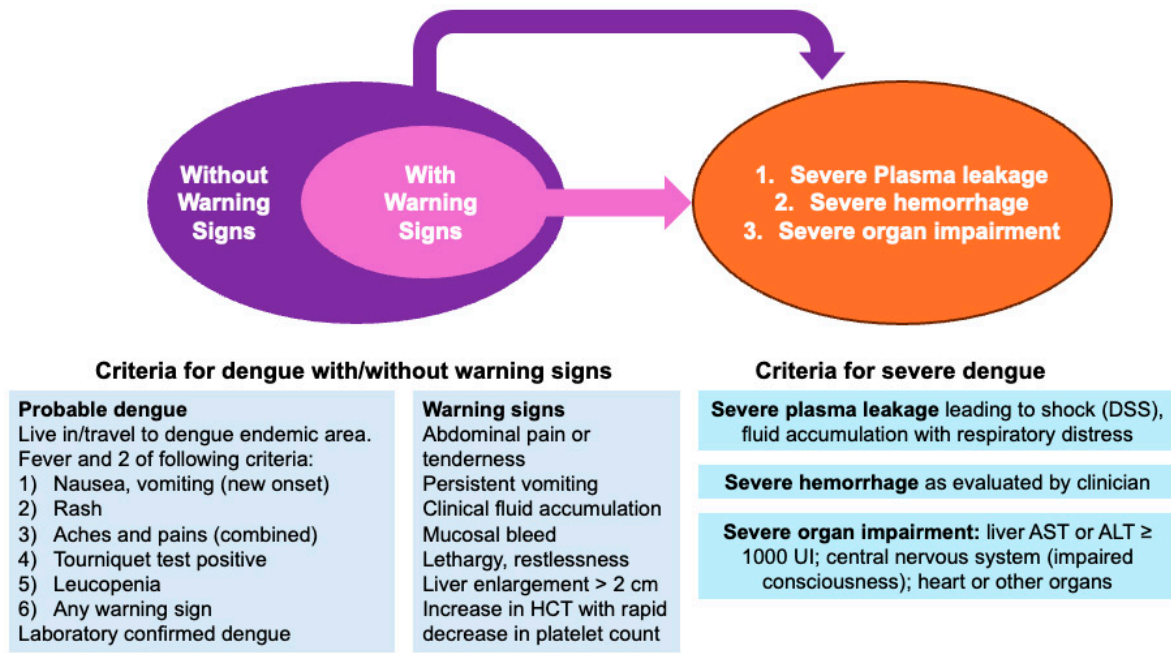 Without
Warning
Signs
With
Warning
Signs
1. Severe Plasma leakage
2. Severe hemorrhage
3. Severe organ impairment
Criteria for dengue with/without warning signs
Probable dengue
Live in/travel to dengue endemic area.
Fever and 2 of following criteria:
1) Nausea, vomiting (new onset)
2) Rash
3) Aches and pains (combined)
4) Tourniquet test positive
5) Leucopenia
6) Any warning sign
Laboratory confirmed dengue
Warning signs
Abdominal pain or
tenderness
Persistent vomiting
Clinical fluid accumulation
Mucosal bleed
Lethargy, restlessness
Liver enlargement > 2 cm
Increase in HCT with rapid
decrease in platelet count
Criteria for severe dengue
Severe plasma leakage leading to shock (DSS),
fluid accumulation with respiratory distress
Severe hemorrhage as evaluated by clinician
Severe organ impairment: liver AST or ALT ≥
1000 UI; central nervous system (impaired
consciousness); heart or other organs